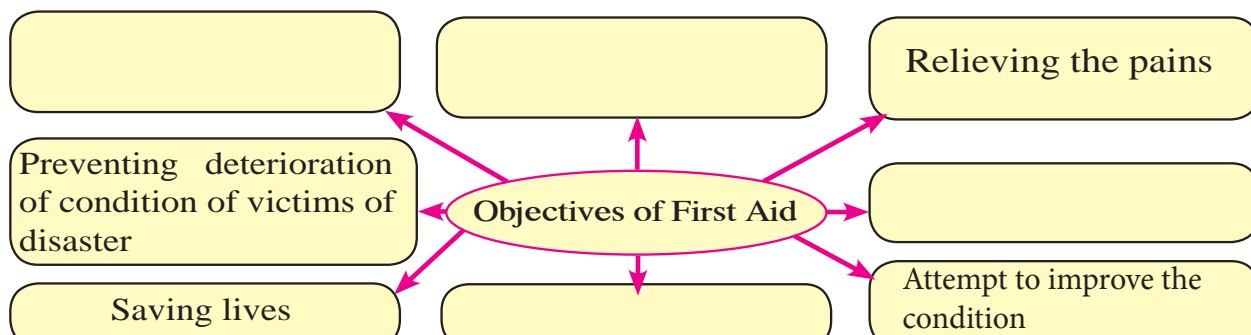 Relieving the pains
Preventing deterioration
of condition of victims of
disaster
Objectives of First Aid
Saving lives
Attempt to improve the
condition